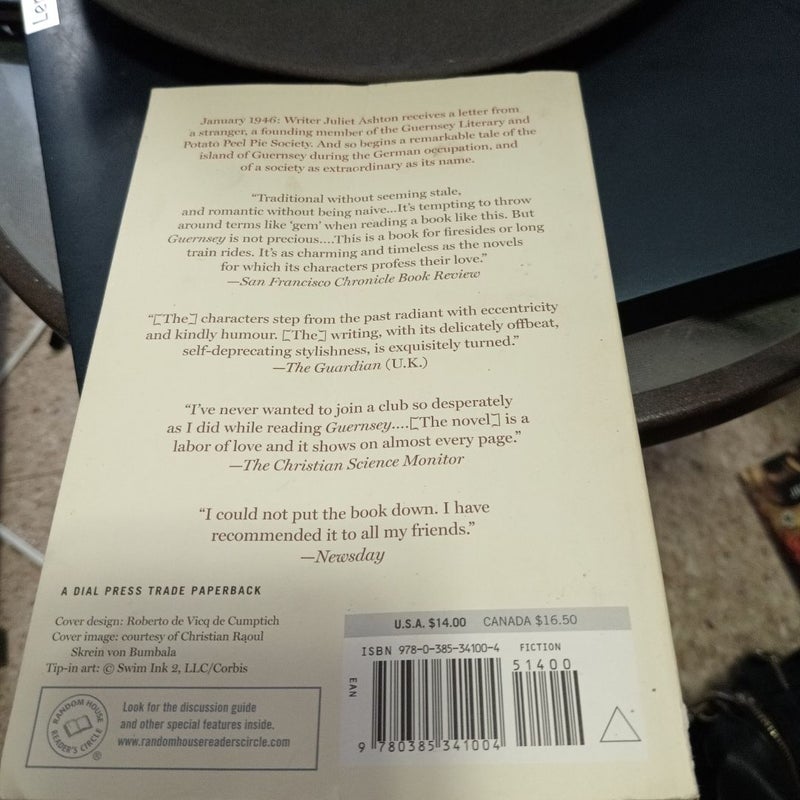 Ler
January 1946: Writer Juliet Ashton receives a letter from
a stranger, a founding member of the Guernsey Literary and
Potato Peel Pie Society. And so begins a remarkable tale of the
island of Guernsey during the German occupation, and
of a society as extraordinary as its name.
“Traditional without seeming stale,
and romantic without being naive...It’s tempting to throw
around terms like ‘gem’ when reading a book like this. But
Guernsey is not precious....This is a book for firesides or long
train rides. It’s as charming and timeless as the novels
for which its characters profess their love.”
—San Francisco Chronicle Book Review
“[The] characters step from the past radiant with eccentricity
and kindly humour. [The] writing, with its delicately offbeat,
self-deprecating stylishness, is exquisitely turned.”
—The Guardian (U.K.)
“I’ve never wanted to join a club so desperately
as I did while reading Guernsey....[The novel] is a
labor of love and it shows on almost every page.”
—The Christian Science Monitor
“I could not put the book down. I have
recommended it to all my friends.”
—Newsday
A DIAL PRESS TRADE PAPERBACK
Cover design: Roberto de Vicq de Cumptich
Cover image: courtesy of Christian Raoul
Skrein von Bumbala
Tip-in art: © Swim Ink 2, LLC/Corbis
RANDOM HOUSE
READER'S CIRCLE ®
Look for the discussion guide
and other special features inside.
www.randomhousereaderscircle.com
U.S.A. $14.00 CANADA $16.50
ISBN 978-0-385-34100-4 FICTION
51400
EAN
9 780385 341004